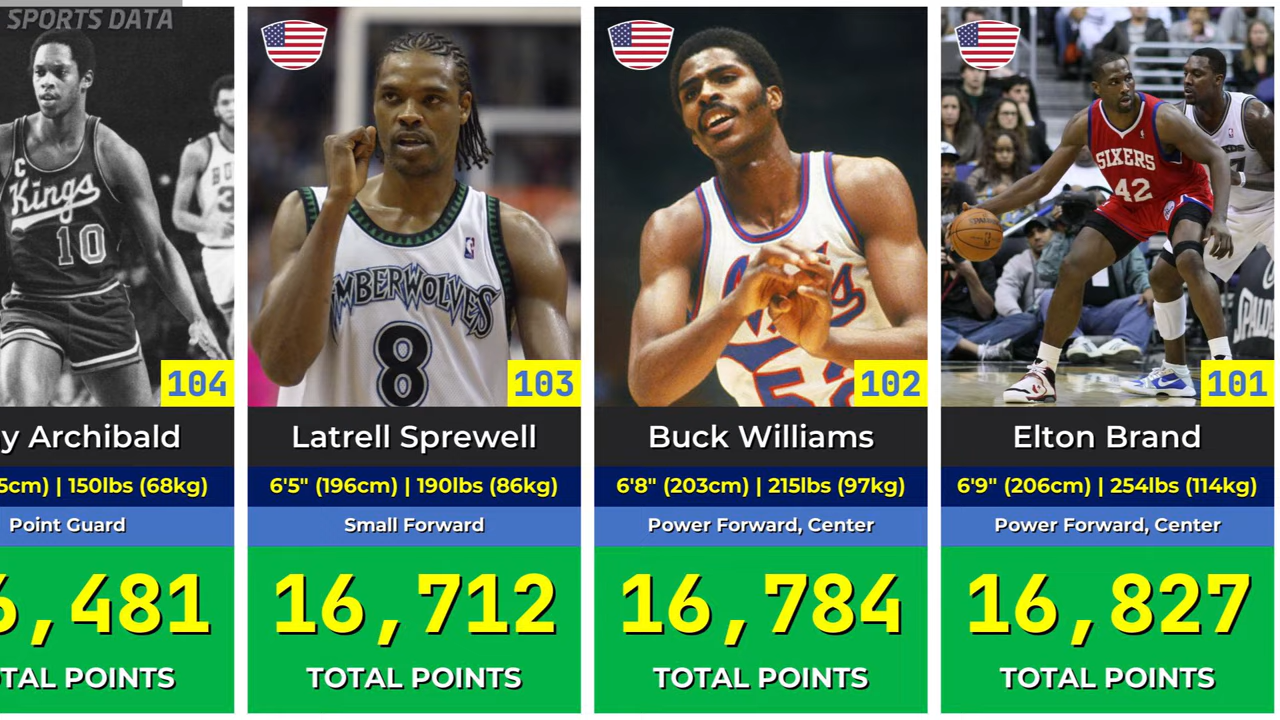 SPORTS DATA
C
Kings
10
104
y Archibald
5cm) | 150lbs (68kg)
Point Guard
6,481
TAL POINTS
MBERWOLVES
8
103
Latrell Sprewell
6'5" (196cm) | 190lbs (86kg)
Small Forward
16,712
TOTAL POINTS
52
102
Buck Williams
6'8" (203cm) | 215lbs (97kg)
Power Forward, Center
16,784
TOTAL POINTS
SIXERS
42
SPALDING
101
Elton Brand
6'9" (206cm) | 254lbs (114kg)
Power Forward, Center
16,827
TOTAL POINTS